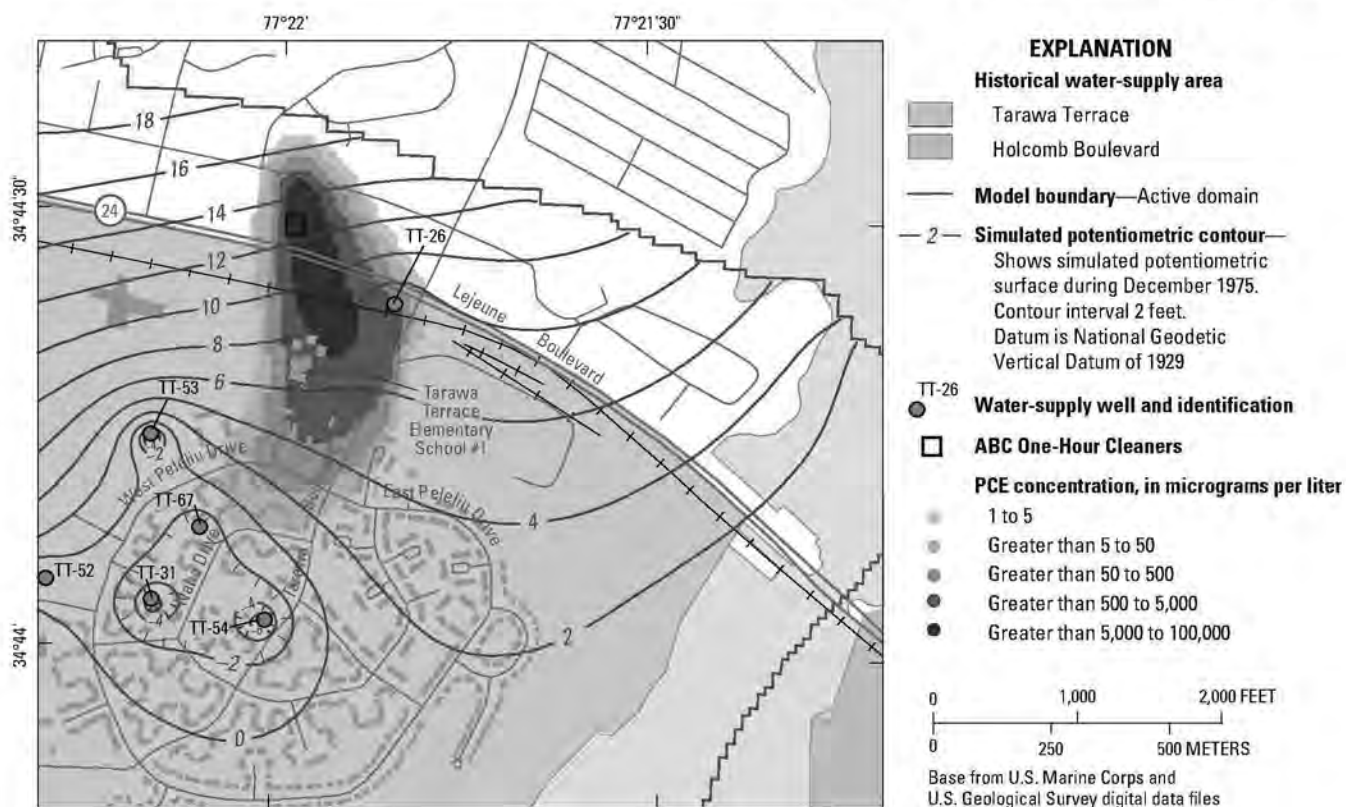 77°22'
77°21'30"
34°44'30"
34°44'
18
16
24
14
TT-26
12
10
Lejeune
Boulevard
8
6
TT-53
Tarawa
Terrace
Elementary
School #1
-2
West Peleliu Drive
East Peleliu Drive
TT-67
4
TT-52
TT-31
Naha Drive
Tarawa
-4
-4
TT-54
2
-2
0
EXPLANATION
Historical water-supply area
Tarawa Terrace
Holcomb Boulevard
Model boundary—Active domain
2 Simulated potentiometric contour—
Shows simulated potentiometric
surface during December 1975.
Contour interval 2 feet.
Datum is National Geodetic
Vertical Datum of 1929
TT-26
Water-supply well and identification
ABC One-Hour Cleaners
PCE concentration, in micrograms per liter
1 to 5
Greater than 5 to 50
Greater than 50 to 500
Greater than 500 to 5,000
Greater than 5,000 to 100,000
0 1,000 2,000 FEET
0 250 500 METERS
Base from U.S. Marine Corps and
U.S. Geological Survey digital data files